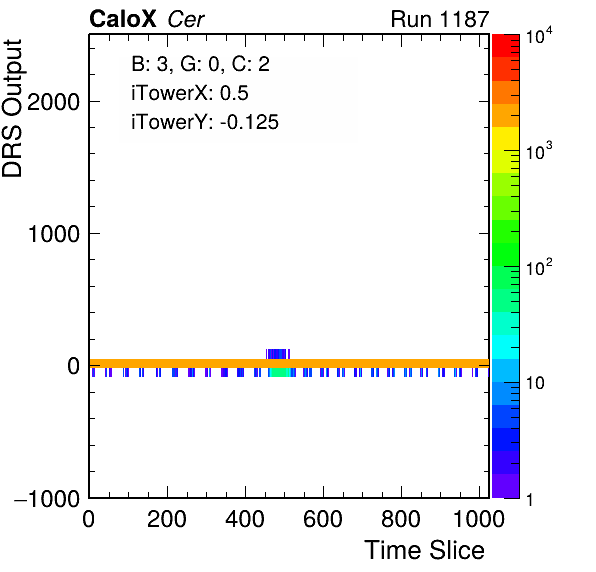 CaloX Cer Run 1187
B: 3, G: 0, C: 2
iTowerX: 0.5
iTowerY: -0.125
DRS Output
2000
1000
0
−1000
0 200 400 600 800 1000
Time Slice
10^4
10^3
10^2
10
1